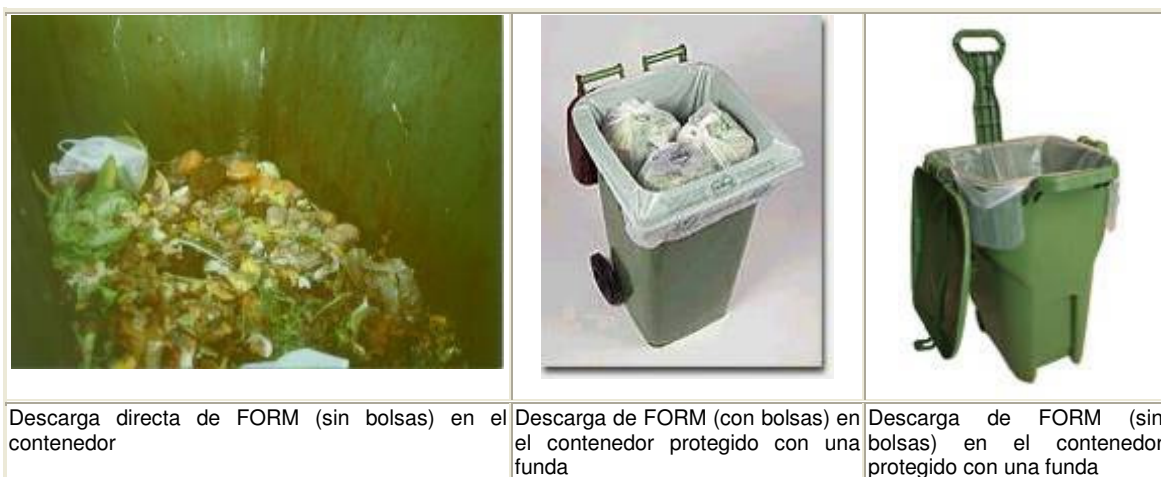 Descarga directa de FORM (sin bolsas) en el
contenedor
Descarga de FORM (con bolsas) en
el contenedor protegido con una
funda
Descarga de FORM (sin
bolsas) en el contenedor
protegido con una funda